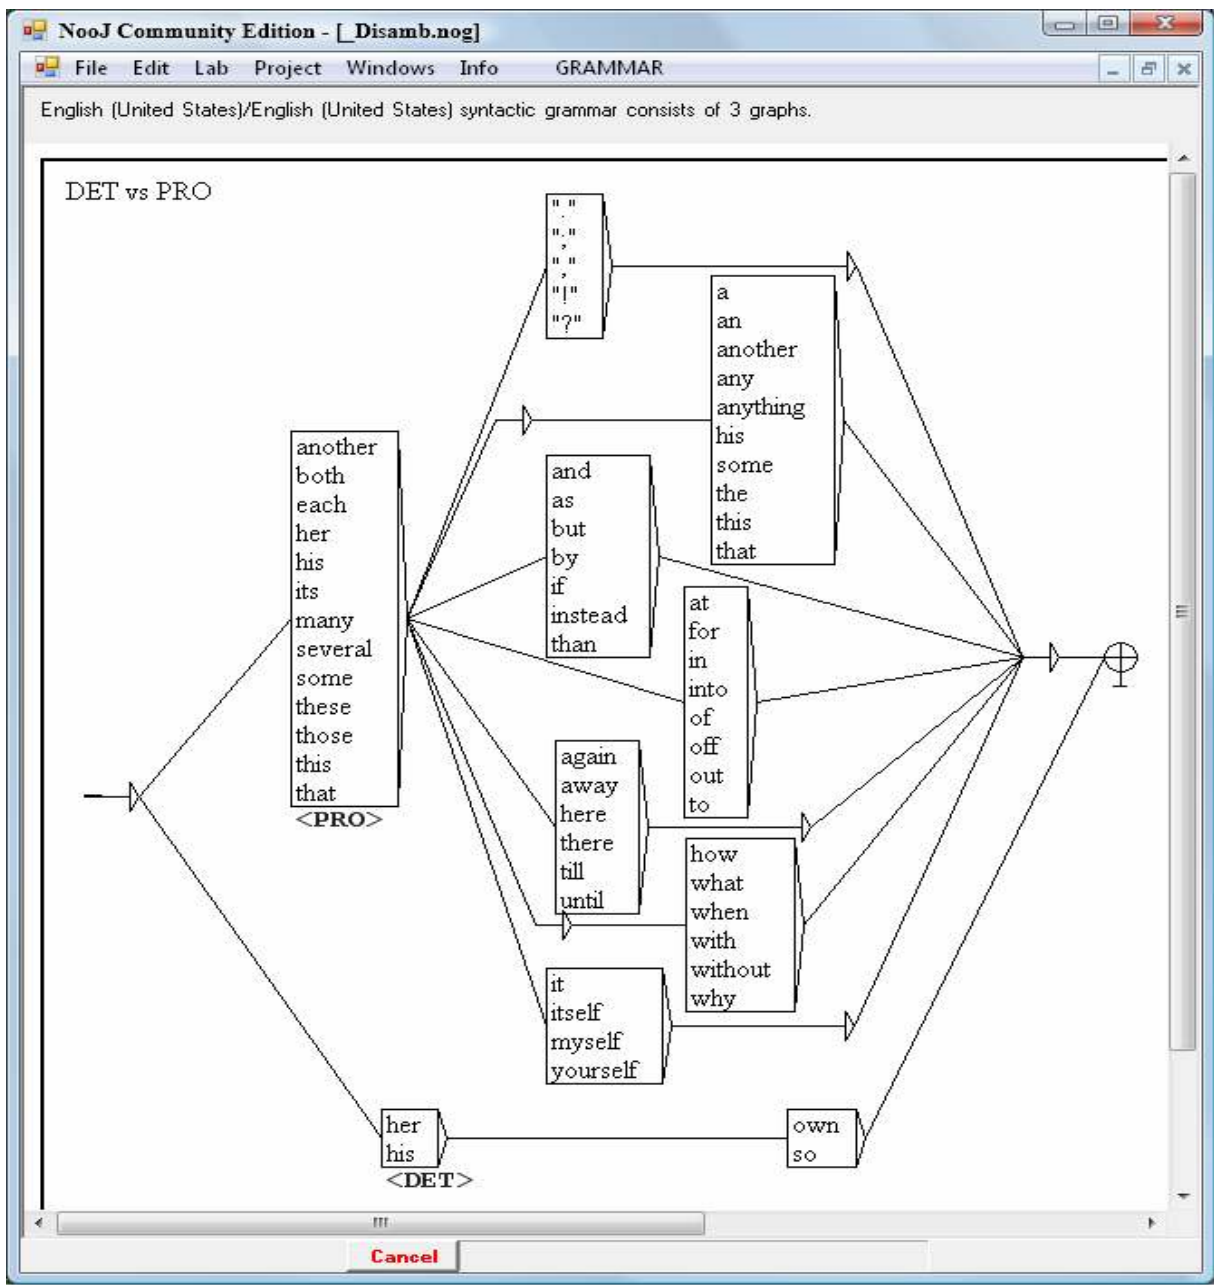 NooJ Community Edition - [_Disamb.nog]
File Edit Lab Project Windows Info GRAMMAR
English (United States)/English (United States) syntactic grammar consists of 3 graphs.
DET vs PRO
"."
";"
","
"!"
"?"
a
an
another
any
anything
his
some
the
this
that
another
both
each
her
his
its
many
several
some
these
those
this
that
<PRO>
and
as
but
by
if
instead
than
at
for
in
into
of
off
out
to
again
away
here
there
till
until
how
what
when
with
without
why
it
itself
myself
yourself
her
his
<DET>
own
so
Cancel